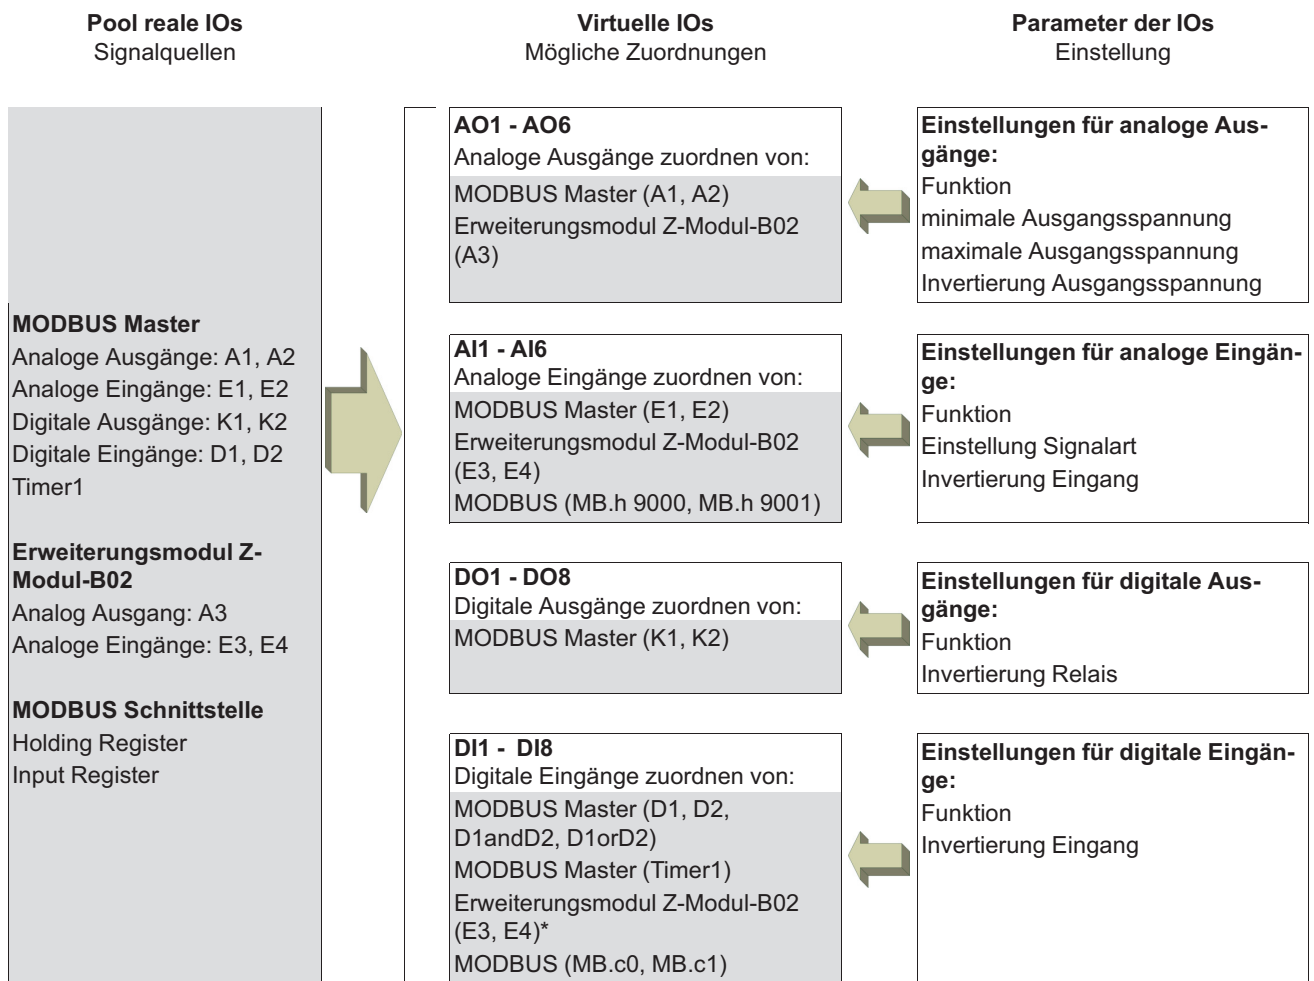 Pool reale IOs
Signalquellen
Virtuelle IOs
Mögliche Zuordnungen
Parameter der IOs
Einstellung
MODBUS Master
Analoge Ausgänge: A1, A2
Analoge Eingänge: E1, E2
Digitale Ausgänge: K1, K2
Digitale Eingänge: D1, D2
Timer1
Erweiterungsmodul Z-
Modul-B02
Analog Ausgang: A3
Analoge Eingänge: E3, E4
MODBUS Schnittstelle
Holding Register
Input Register
AO1 - AO6
Analoge Ausgänge zuordnen von:
MODBUS Master (A1, A2)
Erweiterungsmodul Z-Modul-B02
(A3)
AI1 - AI6
Analoge Eingänge zuordnen von:
MODBUS Master (E1, E2)
Erweiterungsmodul Z-Modul-B02
(E3, E4)
MODBUS (MB.h 9000, MB.h 9001)
DO1 - DO8
Digitale Ausgänge zuordnen von:
MODBUS Master (K1, K2)
DI1 - DI8
Digitale Eingänge zuordnen von:
MODBUS Master (D1, D2,
D1andD2, D1orD2)
MODBUS Master (Timer1)
Erweiterungsmodul Z-Modul-B02
(E3, E4)*
MODBUS (MB.c0, MB.c1)
Einstellungen für analoge Aus-
gänge:
Funktion
minimale Ausgangsspannung
maximale Ausgangsspannung
Invertierung Ausgangsspannung
Einstellungen für analoge Eingän-
ge:
Funktion
Einstellung Signalart
Invertierung Eingang
Einstellungen für digitale Aus-
gänge:
Funktion
Invertierung Relais
Einstellungen für digitale Eingän-
ge:
Funktion
Invertierung Eingang